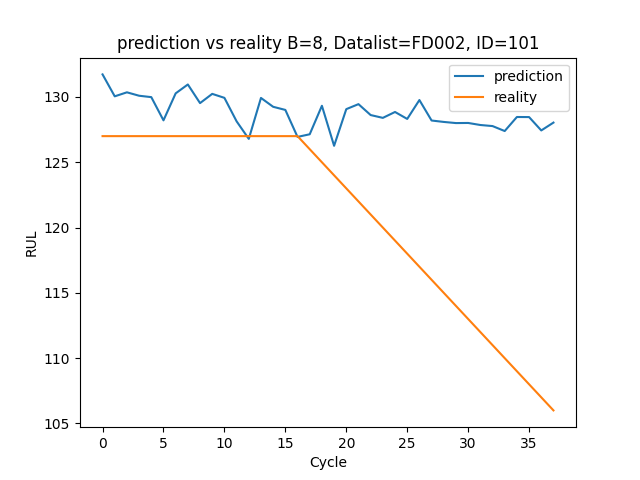 prediction vs reality B=8, Datalist=FD002, ID=101
prediction
reality
RUL
130
125
120
115
110
105
0 5 10 15 20 25 30 35
Cycle